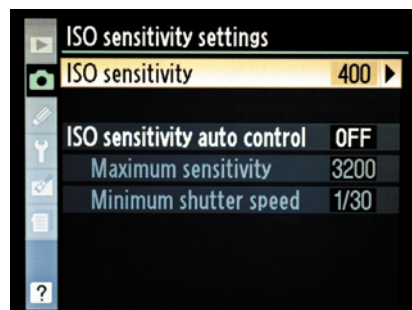 ISO sensitivity settings
ISO sensitivity 400
ISO sensitivity auto control OFF
Maximum sensitivity 3200
Minimum shutter speed 1/30
?